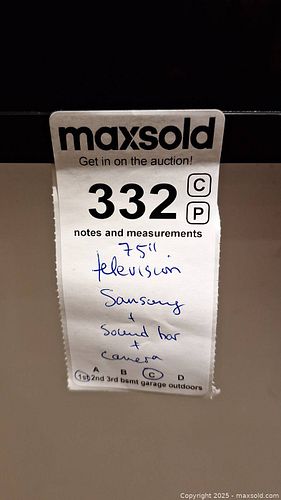 maxsold
Get in on the auction!
332 C
P
notes and measurements
75".
television
Samsung
+
Sound bar
+
camera
A B C D
1st 2nd 3rd bsmt garage outdoors
Copyright 2025 - maxsold.com